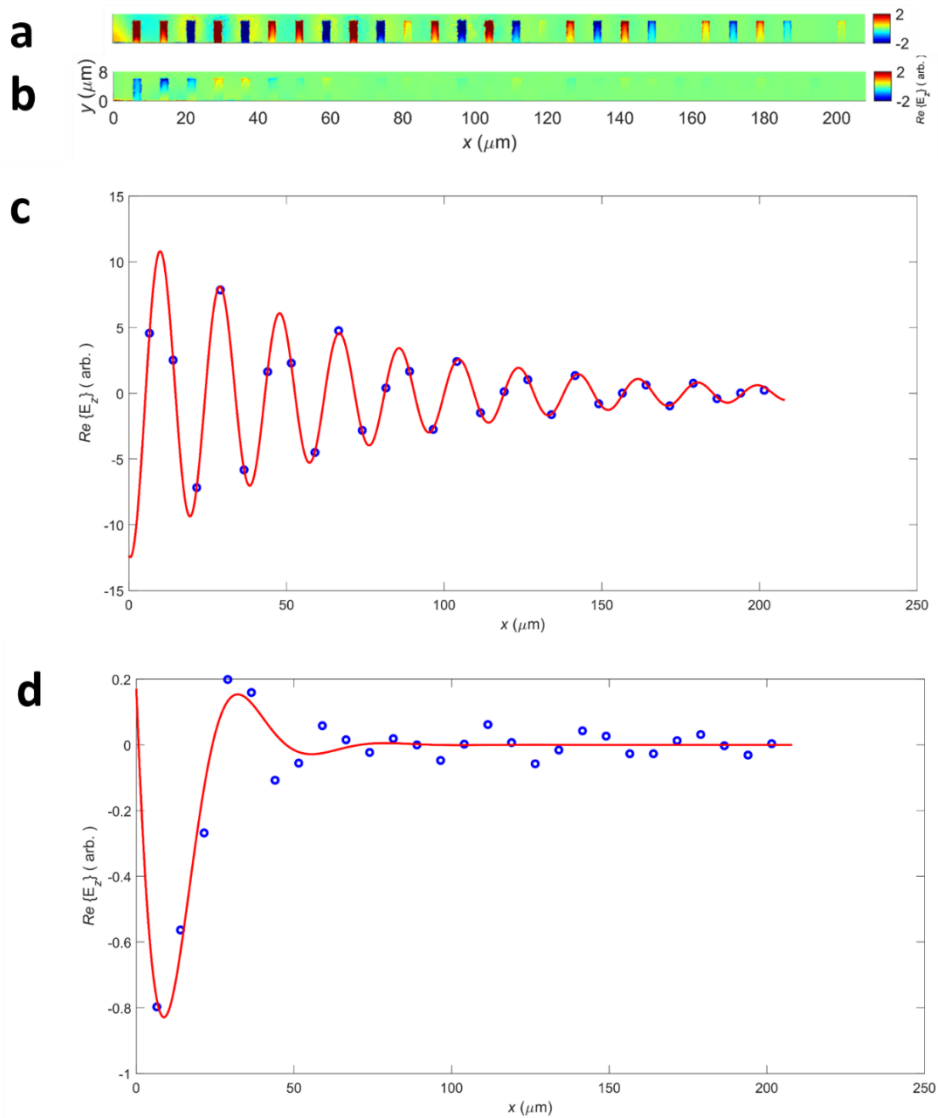 a
2
-2
b
y (μm)
8
0
2
-2
Re {E_z} ( arb. )
0 20 40 60 80 100 120 140 160 180 200
x (μm)
c
15
10
5
0
-5
-10
-15
Re {E_z} ( arb. )
0 50 100 150 200 250
x (μm)
d
0.2
0
-0.2
-0.4
-0.6
-0.8
-1
Re {E_z} ( arb. )
0 50 100 150 200 250
x (μm)